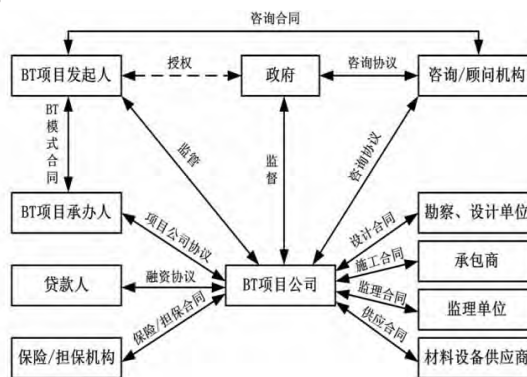 咨询合同
BT项目发起人
授权
政府
咨询协议
咨询/顾问机构
BT模式合同
监管
监督
咨询协议
BT项目承办人
项目公司协议
设计合同
勘察、设计单位
施工合同
承包商
贷款人
融资协议
BT项目公司
监理合同
监理单位
保险/担保合同
供应合同
保险/担保机构
材料设备供应商